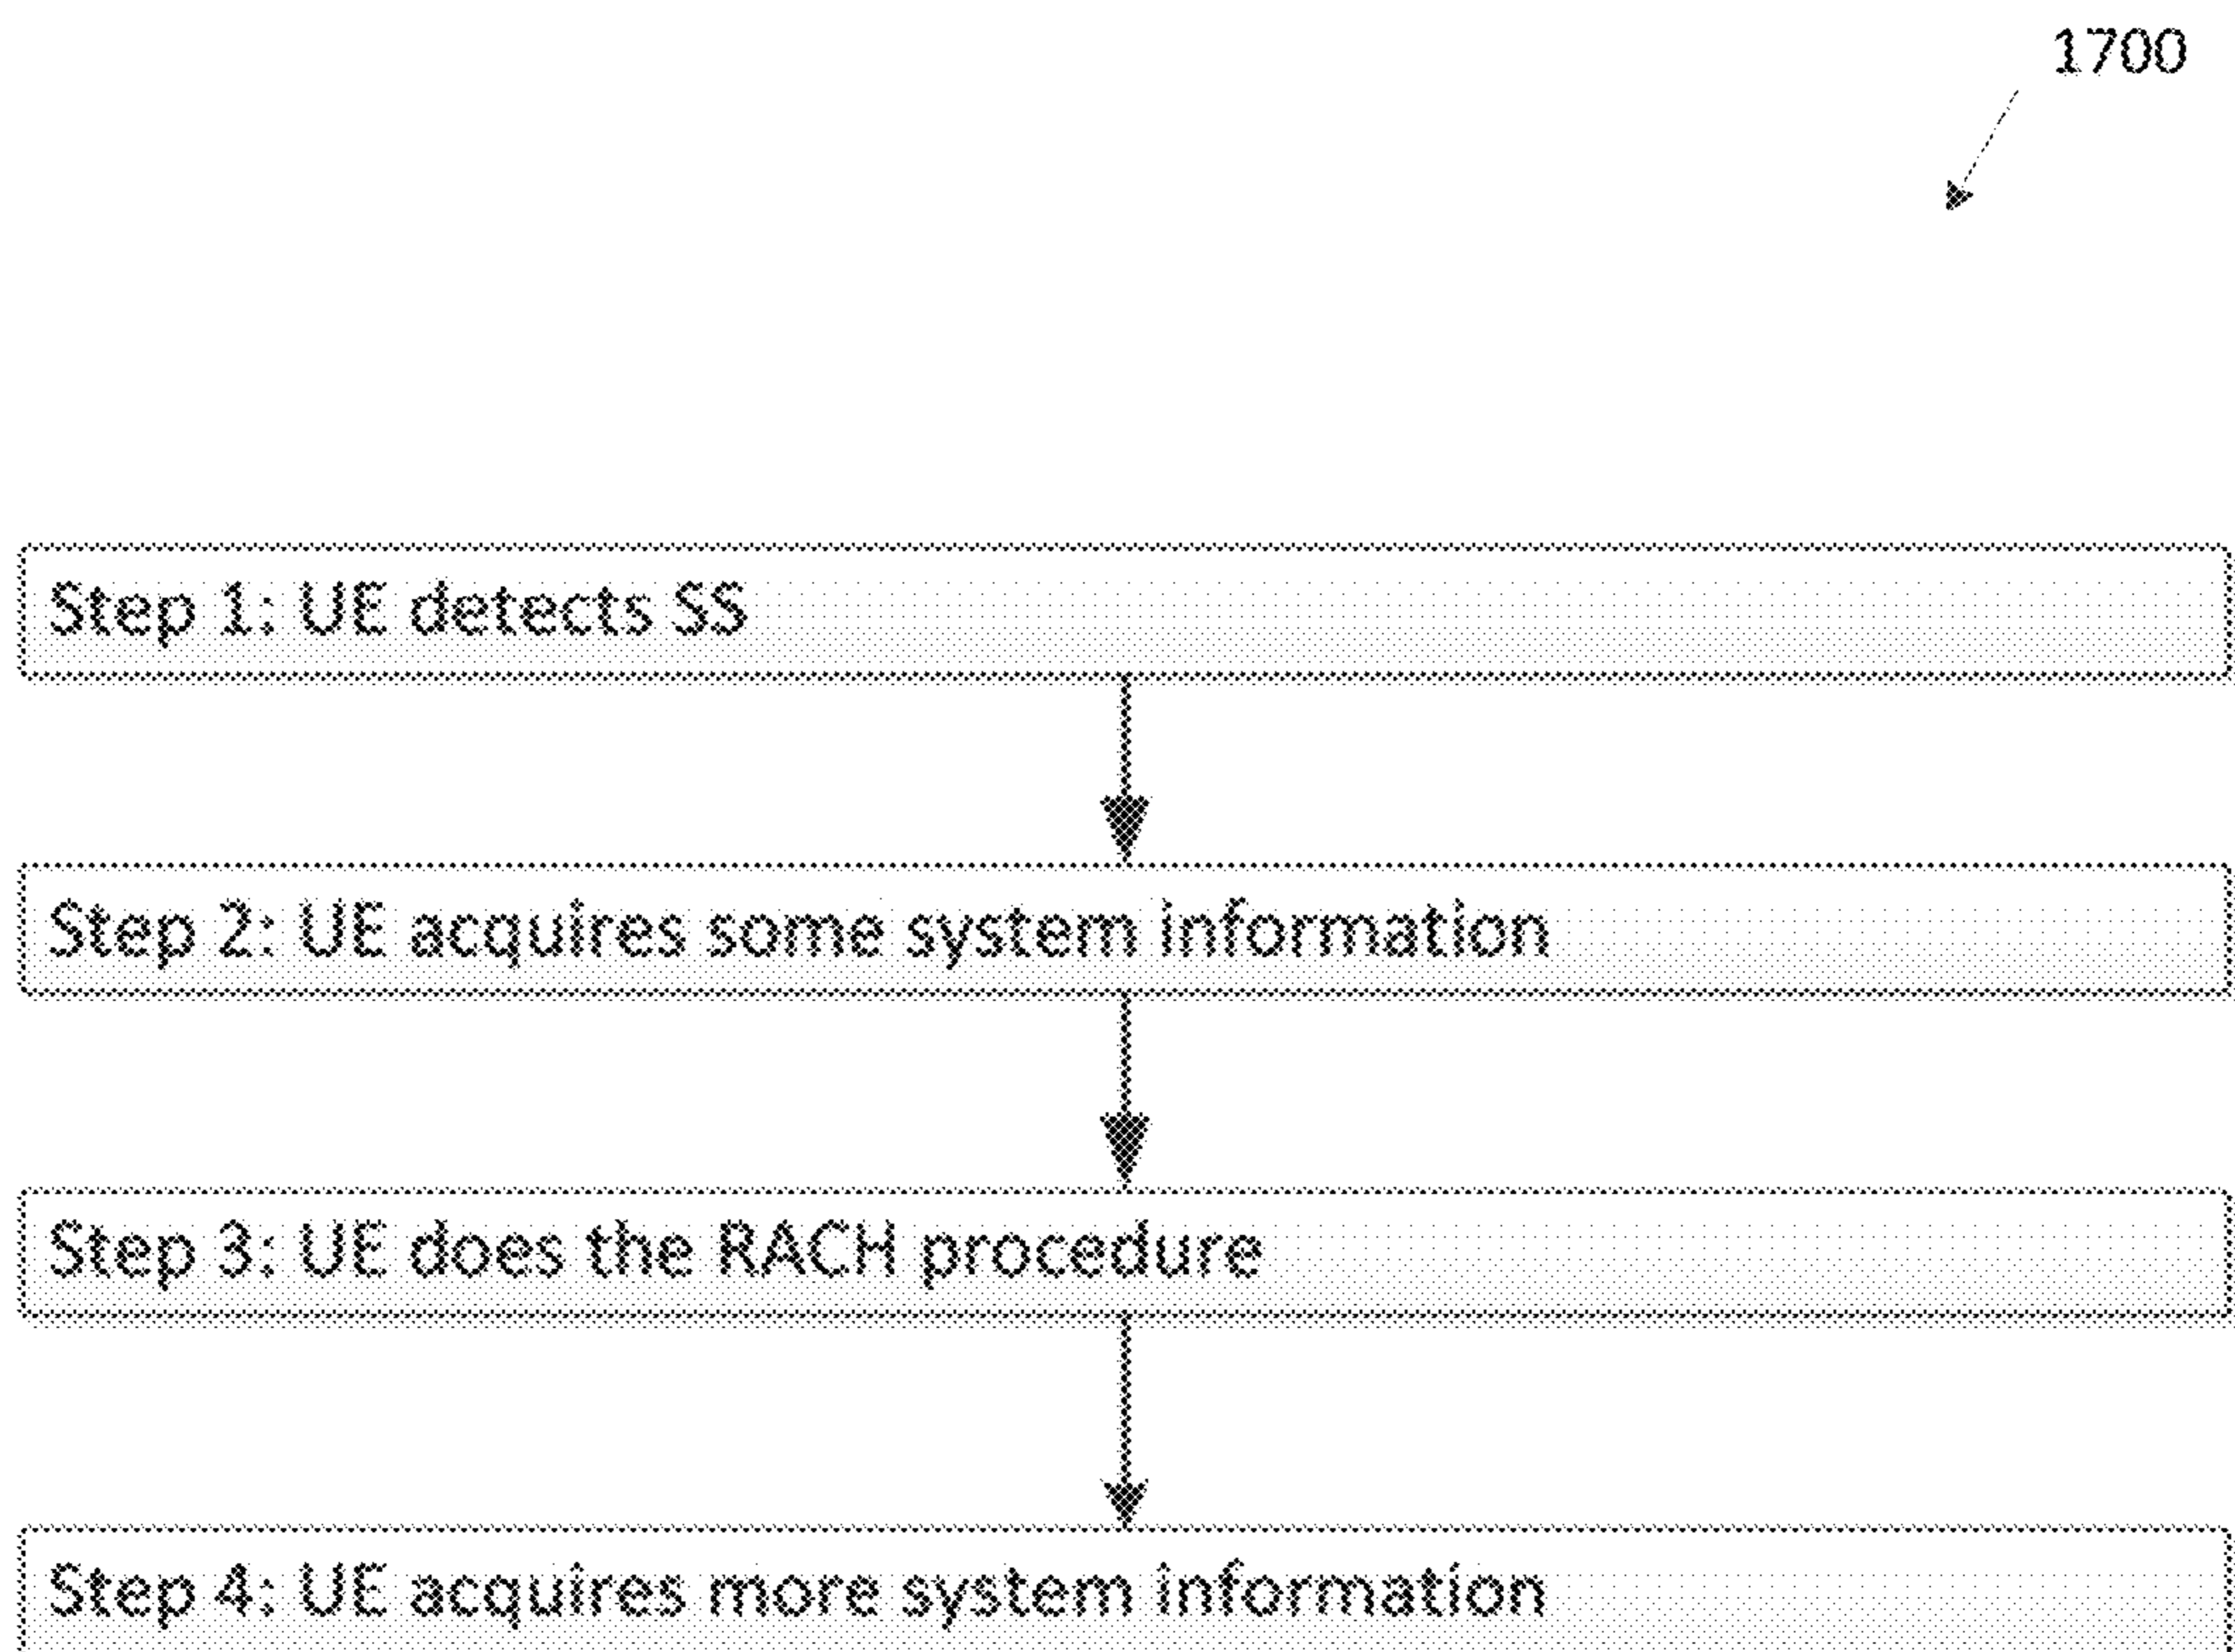 1700
Step 1: UE detects SS
Step 2: UE acquires some system information
Step 3: UE does the RACH procedure
Step 4: UE acquires more system information